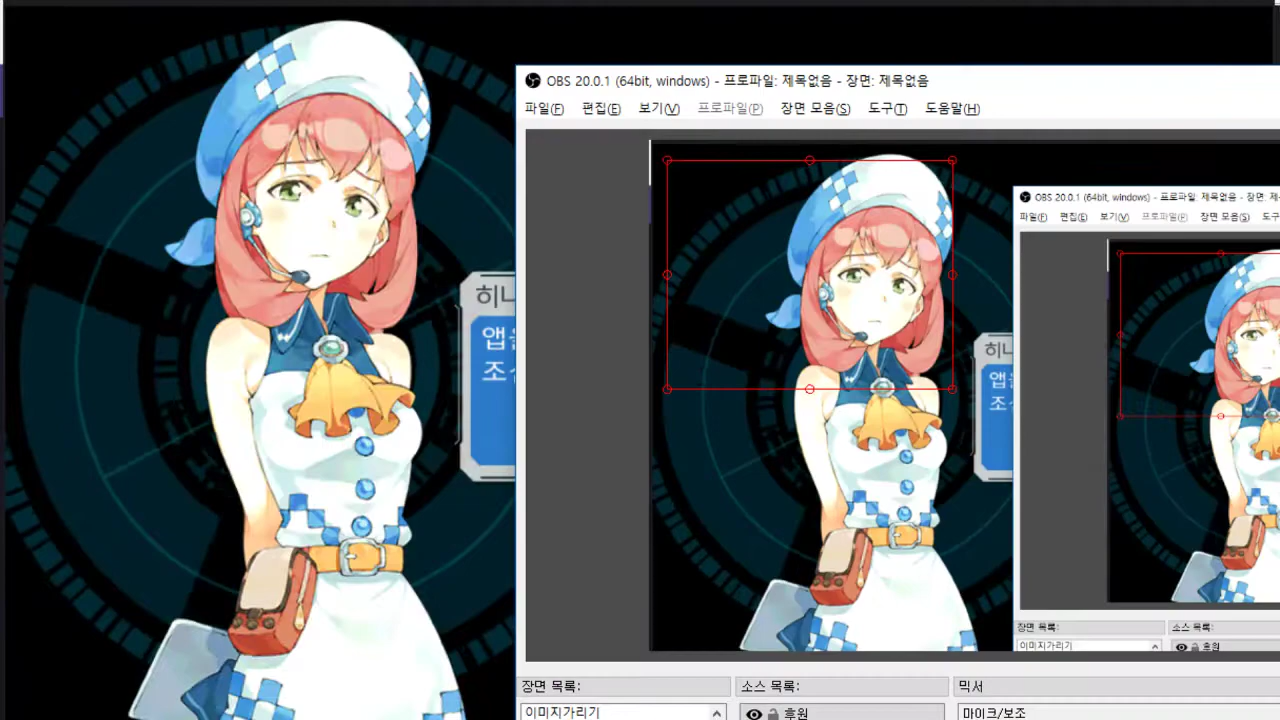 OBS 20.0.1 (64bit, windows) - 프로파일: 제목없음 - 장면: 제목없음
파일(F) 편집(E) 보기(V) 프로파일(P) 장면 모음(S) 도구(T) 도움말(H)
OBS 20.0.1 (64bit, windows) - 프로파일: 제목없음 - 장면: 제
파일(F) 편집(E) 보기(V) 프로파일(P) 장면 모음(S) 도구
히
앱
조
히
앱
조
장면 목록:
소스 목록:
이미지가리기
후원
장면 목록:
소스 목록:
믹서
이미지가리기
후원
마이크/보조